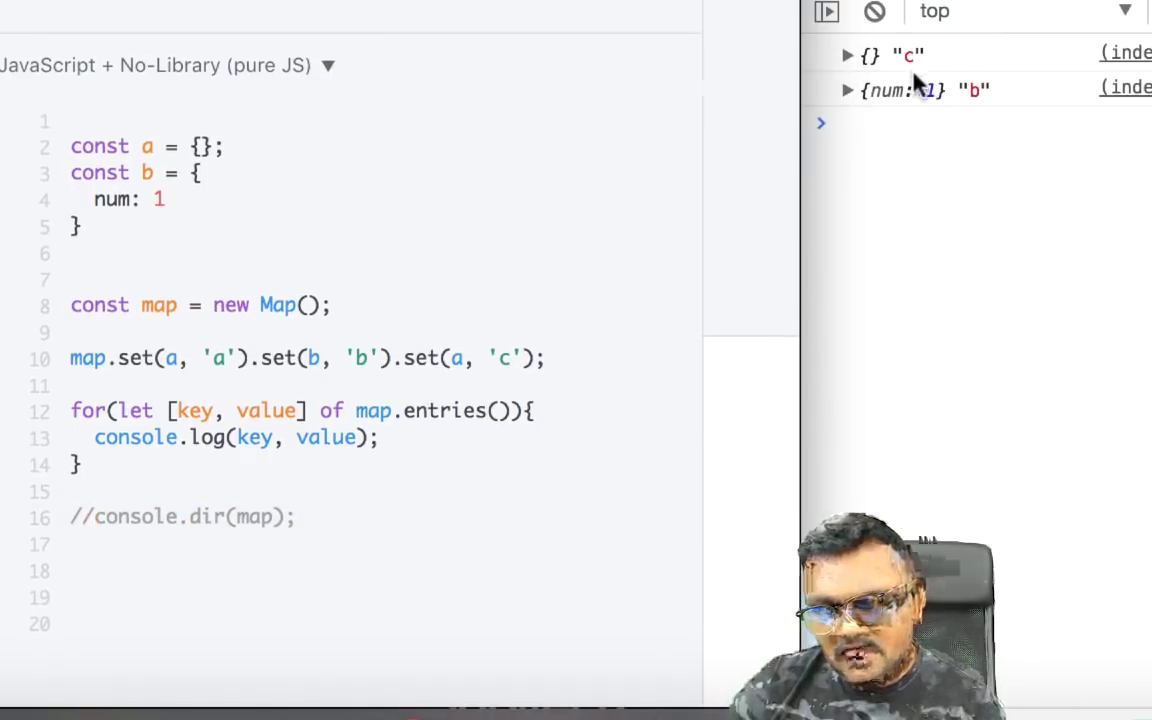 top
JavaScript + No-Library (pure JS) ▼
{} "c"
(inde
{num: 1} "b"
(inde
1
2 const a = {};
3 const b = {
4 num: 1
5 }
6
7
8 const map = new Map();
9
10 map.set(a, 'a').set(b, 'b').set(a, 'c');
11
12 for(let [key, value] of map.entries()){
13 console.log(key, value);
14 }
15
16 //console.dir(map);
17
18
19
20